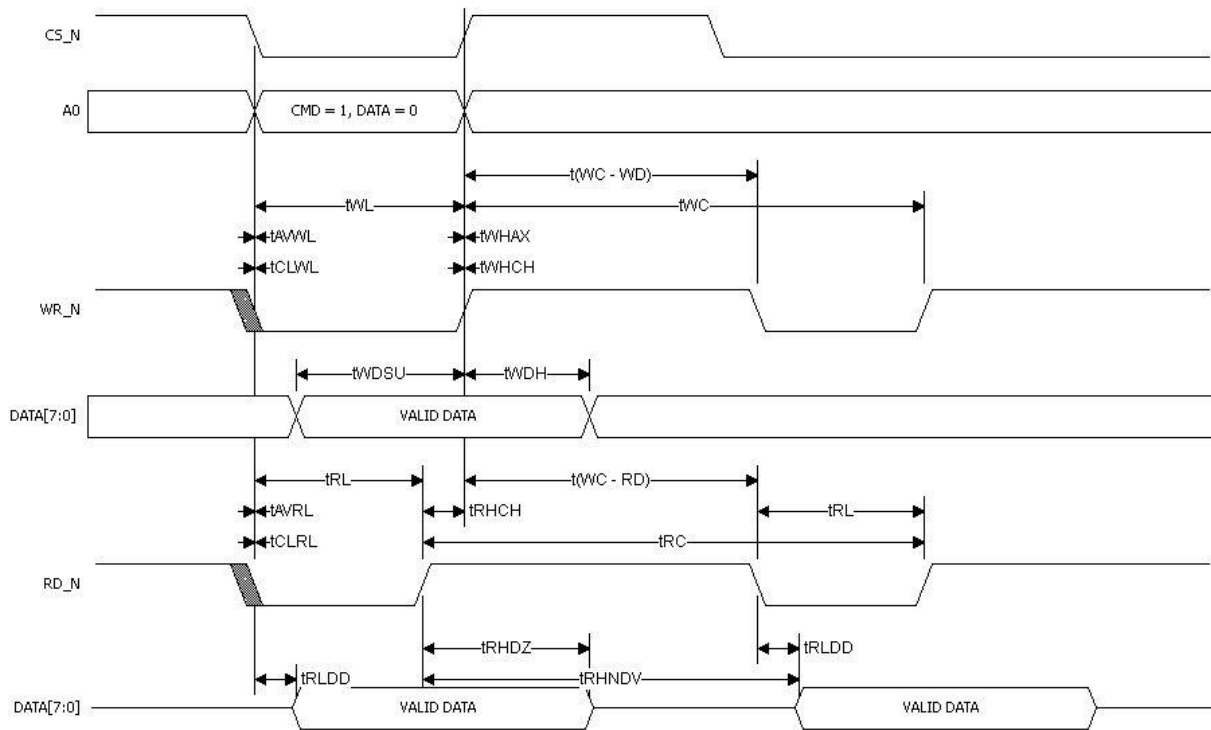 CS_N
A0
CMD = 1, DATA = 0
t(WC - WD)
tWL
tWC
tAVWL
tWHAX
tCLWL
tWHCH
WR_N
tWDSU
tWDH
DATA[7:0]
VALID DATA
tRL
t(WC - RD)
tAVRL
tRHCH
tRL
tCLRL
tRC
RD_N
tRHDZ
tRLDD
tRLDD
tRHNDV
DATA[7:0]
VALID DATA
VALID DATA